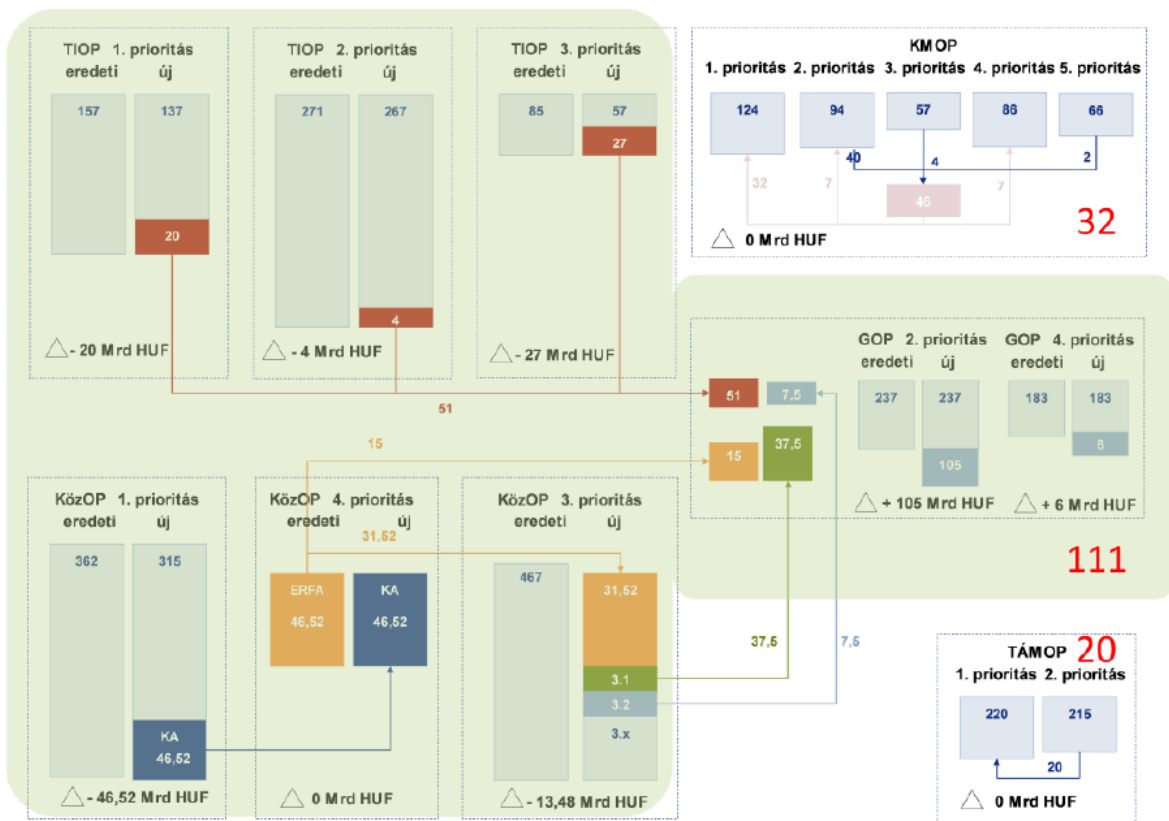 TIOP 1. prioritás
eredeti új
157 137
20
△ - 20 Mrd HUF
TIOP 2. prioritás
eredeti új
271 267
4
△ - 4 Mrd HUF
TIOP 3. prioritás
eredeti új
85 57
27
△ - 27 Mrd HUF
KMOP
1. prioritás 2. prioritás 3. prioritás 4. prioritás 5. prioritás
124 94 57 86 66
40 4 2
32 7 7
46
32
△ 0 Mrd HUF
51
15
GOP 2. prioritás
eredeti új
237 237
105
△ + 105 Mrd HUF
GOP 4. prioritás
eredeti új
183 183
6
△ + 6 Mrd HUF
51 7,5
15 37,5
111
KözOP 1. prioritás
eredeti új
362 315
KA
46,52
△ - 46,52 Mrd HUF
KözOP 4. prioritás
eredeti új
31,52
ERFA KA
46,52 46,52
△ 0 Mrd HUF
KözOP 3. prioritás
eredeti új
467 31,52
3.1
3.2
3.x
△ - 13,48 Mrd HUF
37,5 7,5
TÁMOP 20
1. prioritás 2. prioritás
220 215
20
△ 0 Mrd HUF